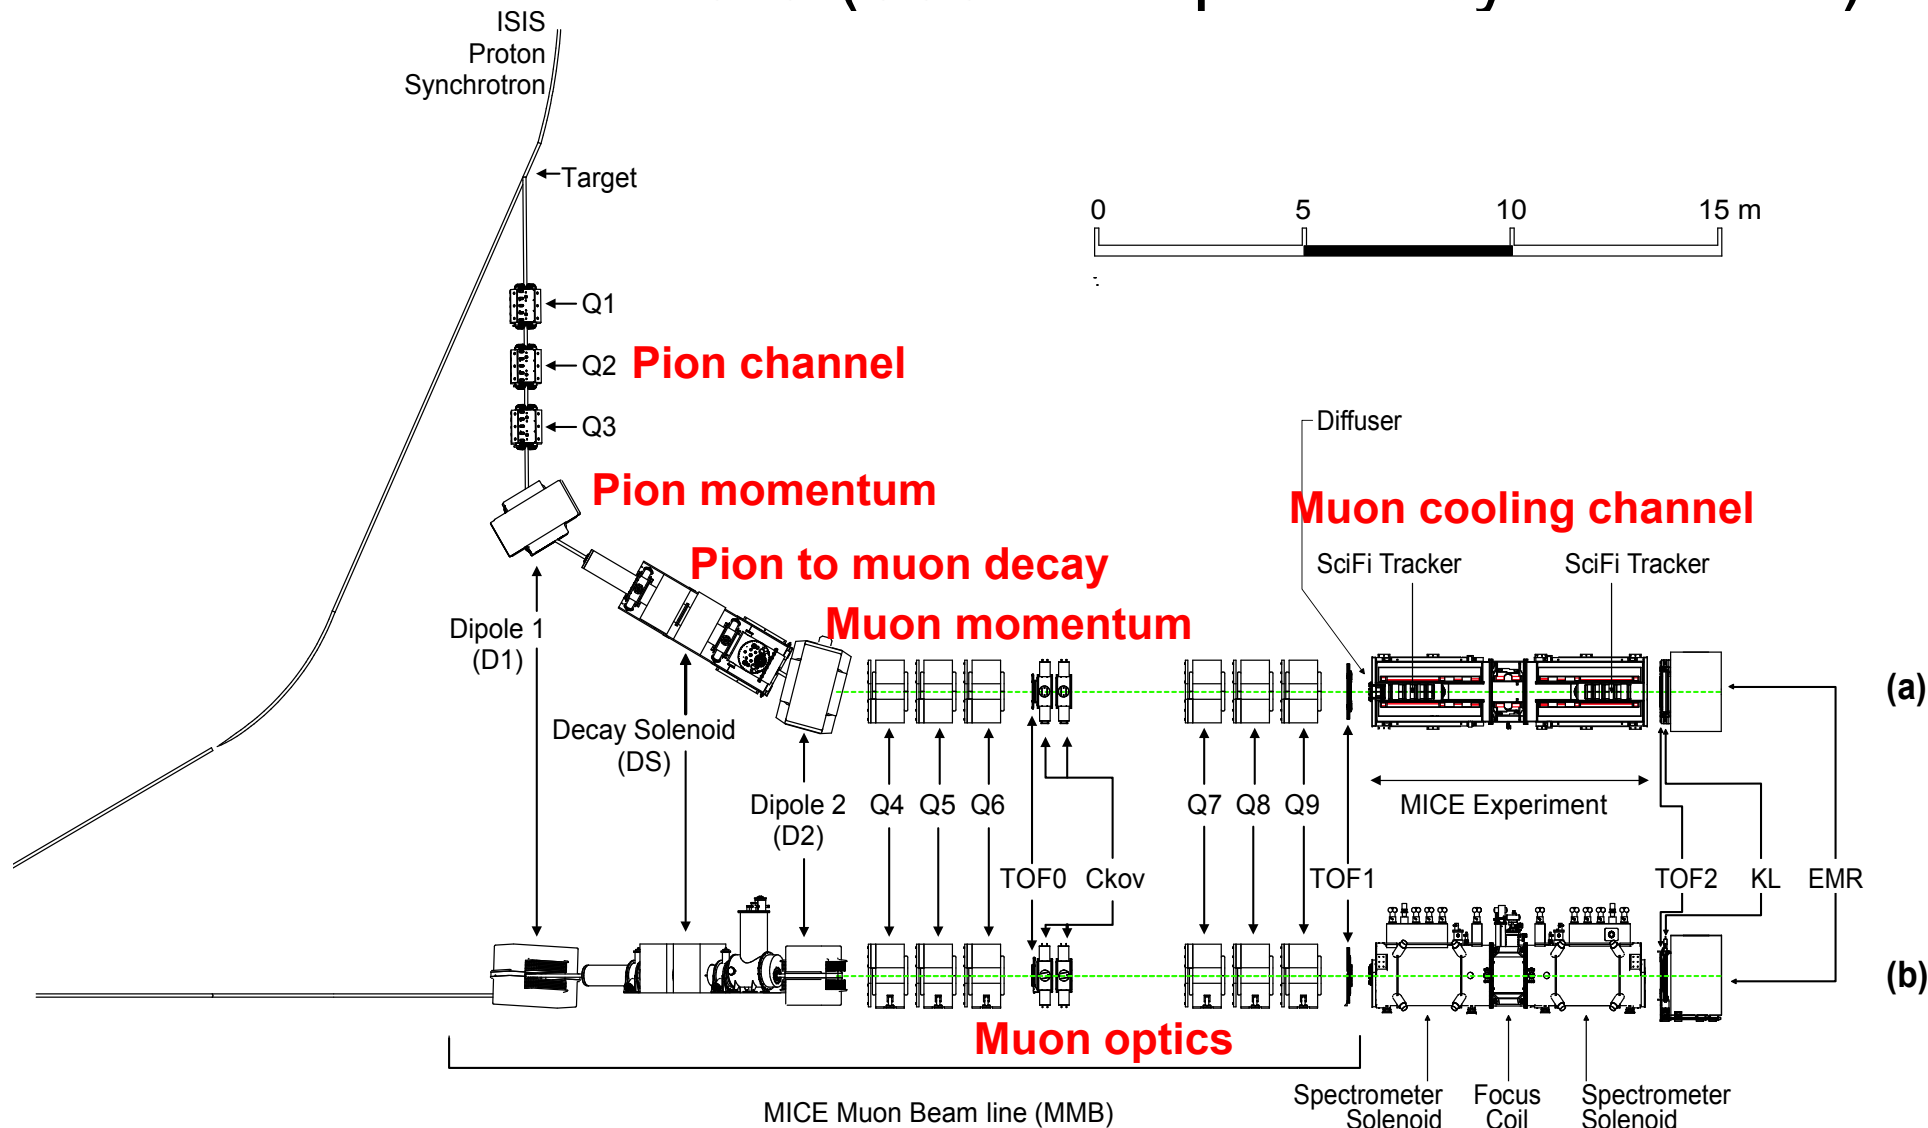 ISIS
Proton
Synchrotron
Target
0 5 10 15 m
Q1
Q2
Pion channel
Q3
Diffuser
Pion momentum
Muon cooling channel
SciFi Tracker
SciFi Tracker
Pion to muon decay
Muon momentum
Dipole 1
(D1)
(a)
Decay Solenoid
(DS)
Dipole 2
(D2)
Q4
Q5
Q6
Q7
Q8
Q9
MICE Experiment
TOF0
Ckov
TOF1
TOF2
KL
EMR
(b)
Muon optics
MICE Muon Beam line (MMB)
Spectrometer
Solenoid
Focus
Coil
Spectrometer
Solenoid